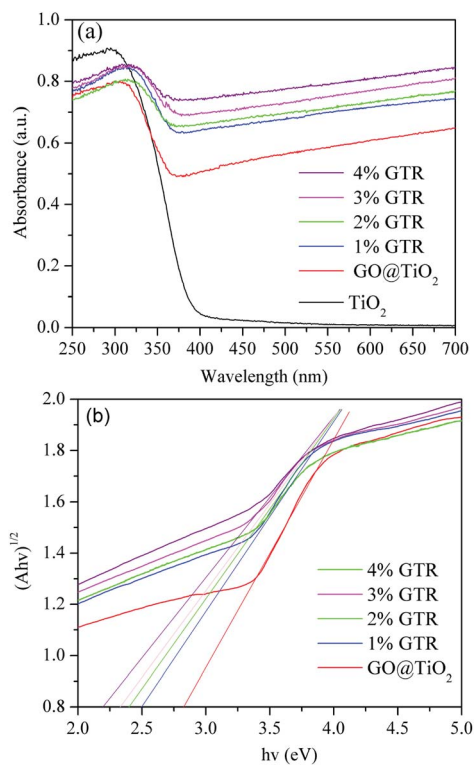 (a)
1.0
0.8
0.6
0.4
0.2
0.0
Absorbance (a.u.)
4% GTR
3% GTR
2% GTR
1% GTR
GO@TiO₂
TiO₂
250 300 350 400 450 500 550 600 650 700
Wavelength (nm)
(b)
2.0
1.8
1.6
1.4
1.2
1.0
0.8
(Ahv)^1/2
4% GTR
3% GTR
2% GTR
1% GTR
GO@TiO₂
2.0 2.5 3.0 3.5 4.0 4.5 5.0
hv (eV)